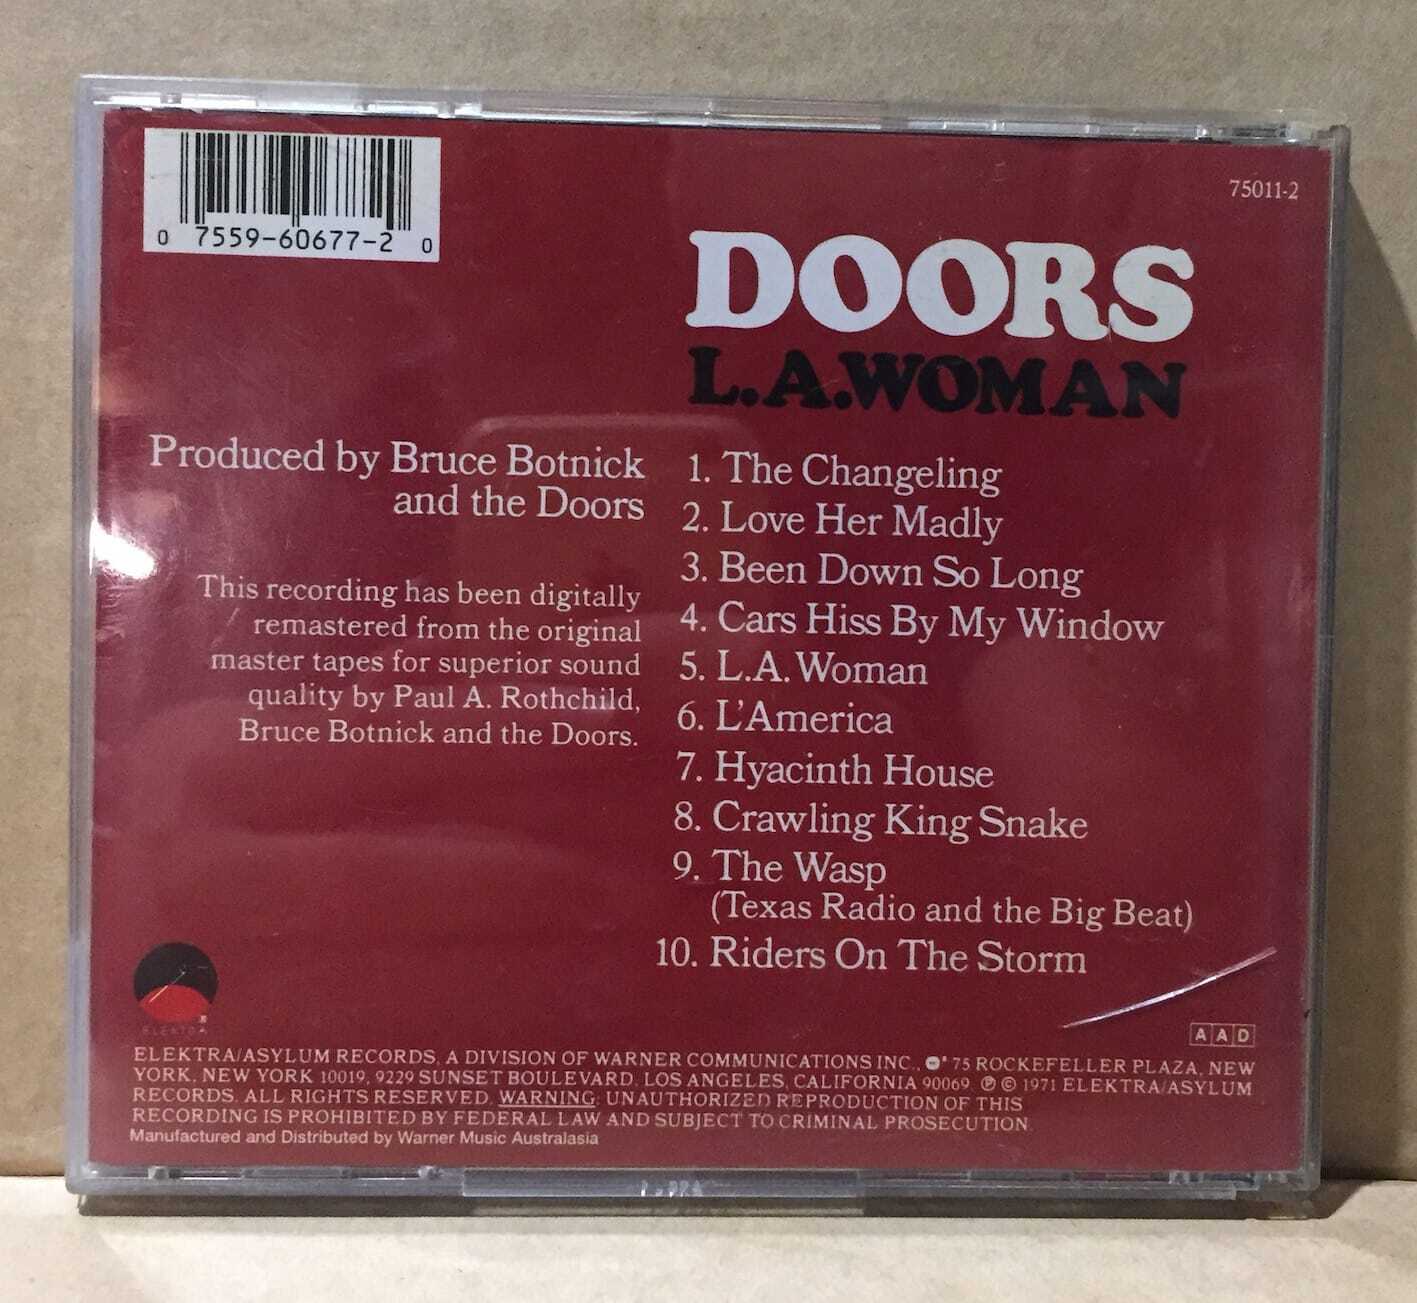 0 7559-60677-2 0
75011-2
DOORS
L.A.WOMAN
Produced by Bruce Botnick
and the Doors
This recording has been digitally
remastered from the original
master tapes for superior sound
quality by Paul A. Rothchild,
Bruce Botnick and the Doors.
1. The Changeling
2. Love Her Madly
3. Been Down So Long
4. Cars Hiss By My Window
5. L.A. Woman
6. L'America
7. Hyacinth House
8. Crawling King Snake
9. The Wasp
(Texas Radio and the Big Beat)
10. Riders On The Storm
ELEKTRA
AAD
ELEKTRA/ASYLUM RECORDS, A DIVISION OF WARNER COMMUNICATIONS INC., 75 ROCKEFELLER PLAZA, NEW
YORK, NEW YORK 10019, 9229 SUNSET BOULEVARD, LOS ANGELES, CALIFORNIA 90069. ℗ © 1971 ELEKTRA/ASYLUM
RECORDS. ALL RIGHTS RESERVED. WARNING: UNAUTHORIZED REPRODUCTION OF THIS
RECORDING IS PROHIBITED BY FEDERAL LAW AND SUBJECT TO CRIMINAL PROSECUTION.
Manufactured and Distributed by Warner Music Australasia